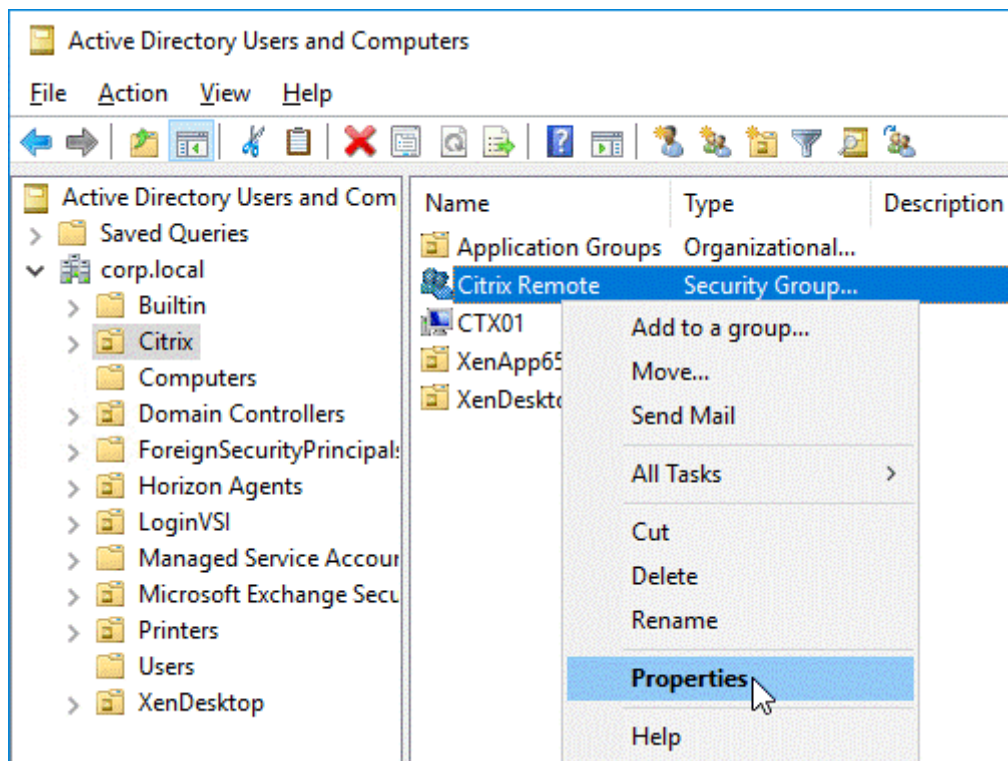 Active Directory Users and Computers
File Action View Help
Active Directory Users and Com
Saved Queries
corp.local
Builtin
Citrix
Computers
Domain Controllers
ForeignSecurityPrincipals
Horizon Agents
LoginVSI
Managed Service Accour
Microsoft Exchange Secu
Printers
Users
XenDesktop
Name Type Description
Application Groups Organizational...
Citrix Remote Security Group...
CTX01
XenApp65
XenDeskto
Add to a group...
Move...
Send Mail
All Tasks
Cut
Delete
Rename
Properties
Help